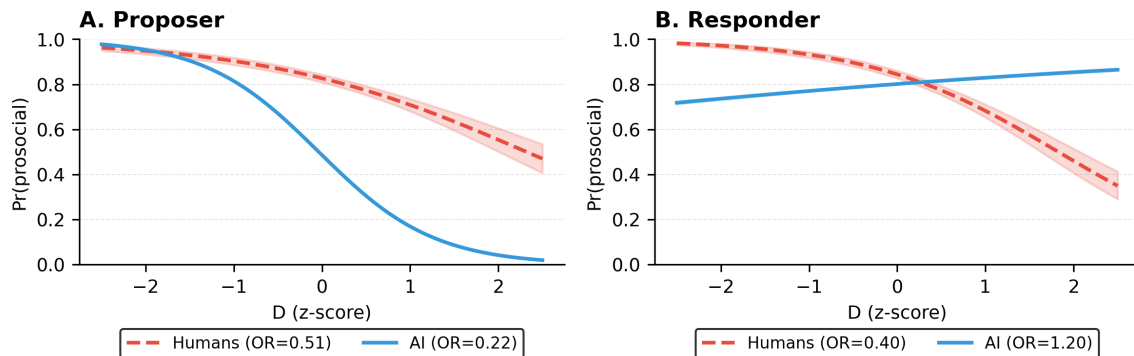 A. Proposer
1.0
0.8
0.6
0.4
0.2
0.0
Pr(prosocial)
−2 −1 0 1 2
D (z-score)
Humans (OR=0.51) AI (OR=0.22)
B. Responder
1.0
0.8
0.6
0.4
0.2
0.0
Pr(prosocial)
−2 −1 0 1 2
D (z-score)
Humans (OR=0.40) AI (OR=1.20)